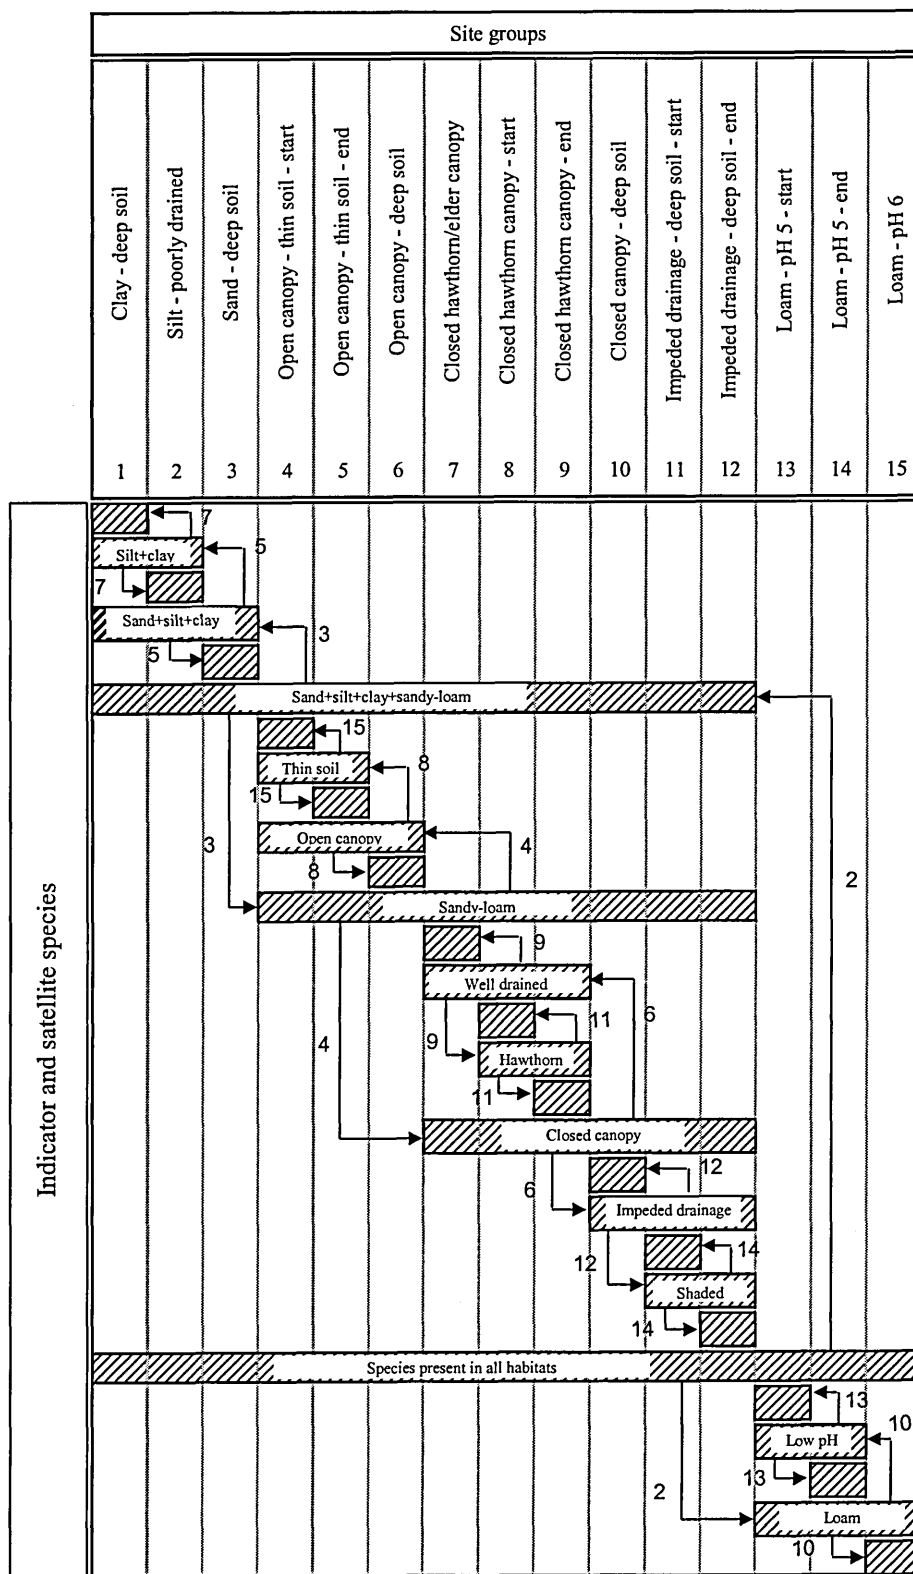 Site groups
Clay - deep soil
Silt - poorly drained
Sand - deep soil
Open canopy - thin soil - start
Open canopy - thin soil - end
Open canopy - deep soil
Closed hawthorn/elder canopy
Closed hawthorn canopy - start
Closed hawthorn canopy - end
Closed canopy - deep soil
Impeded drainage - deep soil - start
Impeded drainage - deep soil - end
Loam - pH 5 - start
Loam - pH 5 - end
Loam - pH 6
1 2 3 4 5 6 7 8 9 10 11 12 13 14 15
Indicator and satellite species
7
Silt+clay
5
7
Sand+silt+clay
3
5
Sand+silt+clay+sandy-loam
15
Thin soil
8
15
3
Open canopy
4
8
2
Sandy-loam
9
Well drained
6
11
4
9
Hawthorn
11
Closed canopy
12
6
Impeded drainage
14
12
Shaded
14
Species present in all habitats
13
10
Low pH
13
2
Loam
10